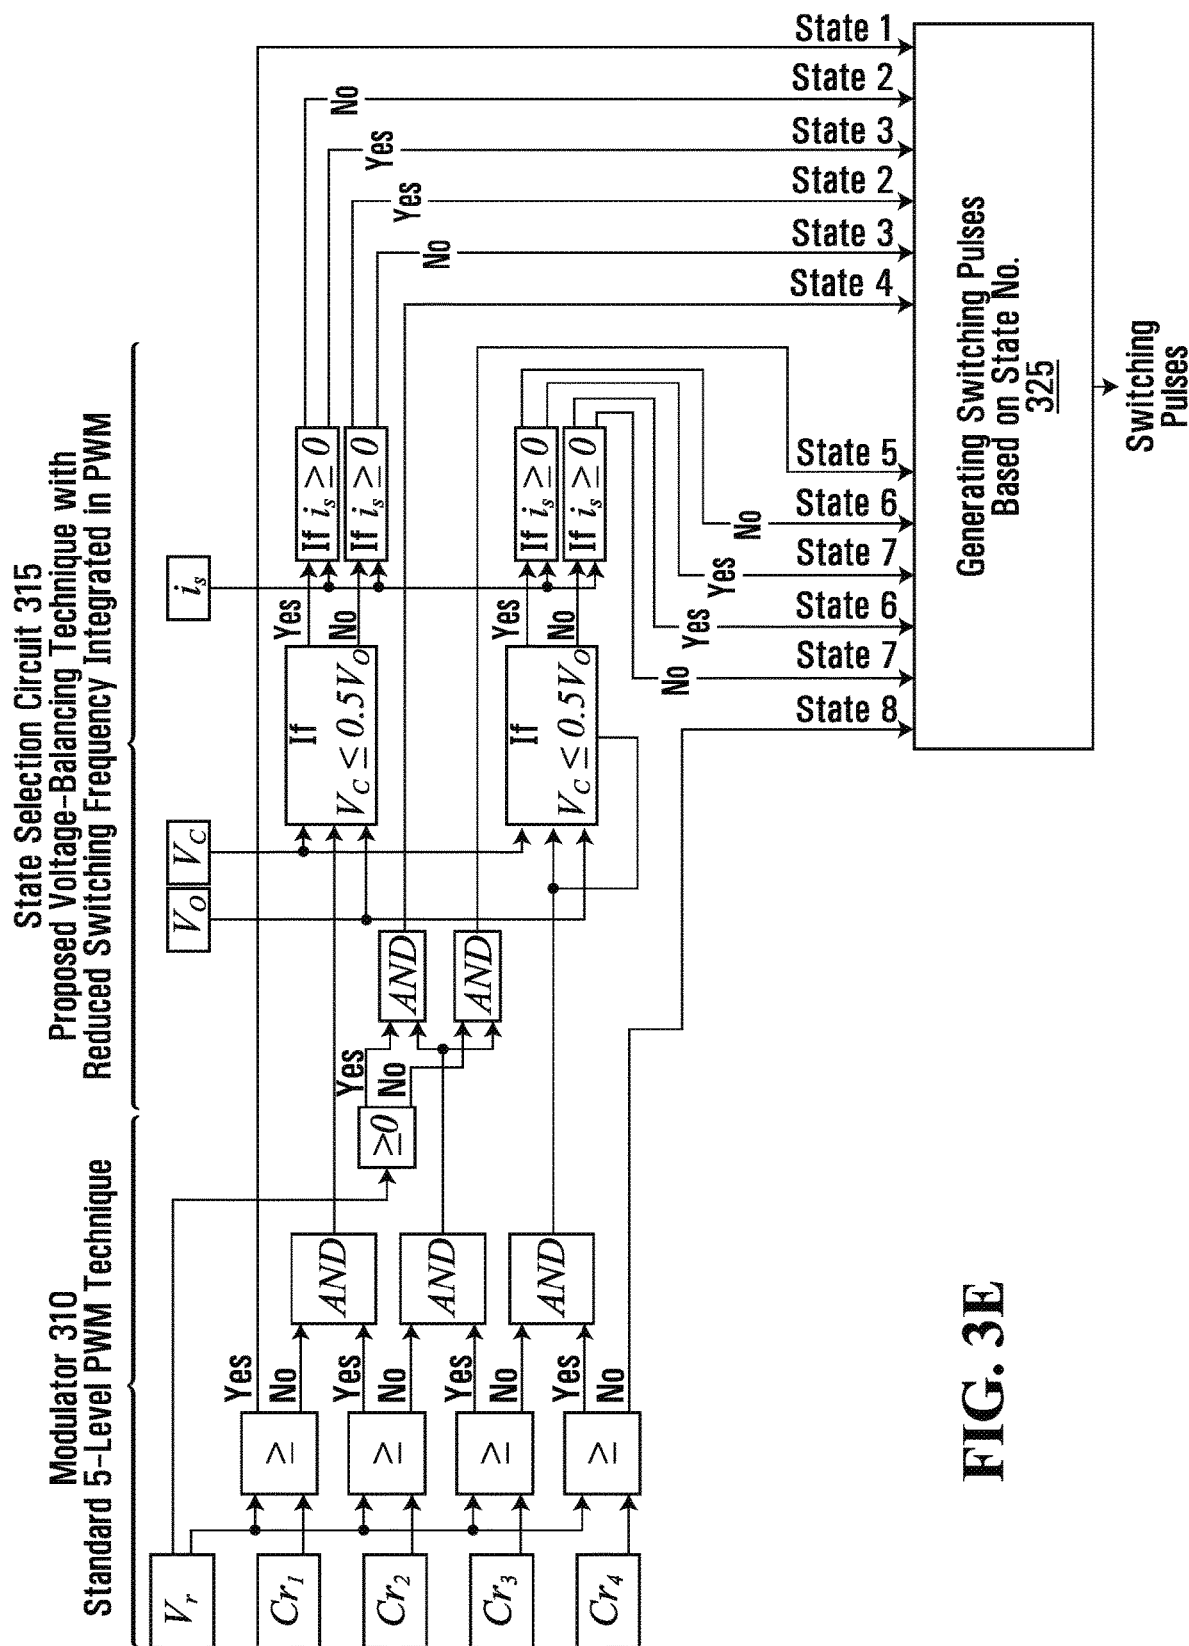 State Selection Circuit 315
Proposed Voltage-Balancing Technique with
Reduced Switching Frequency Integrated in PWM
Modulator 310
Standard 5-Level PWM Technique
V_r
Cr_1
Cr_2
Cr_3
Cr_4
≥
≥
≥
≥
Yes
No
Yes
No
Yes
No
Yes
No
AND
AND
AND
≥0
Yes
No
AND
AND
V_O
V_C
i_s
If
V_C ≤ 0.5V_O
If
V_C ≤ 0.5V_O
Yes
No
Yes
No
If i_s ≥ 0
If i_s ≥ 0
If i_s ≥ 0
If i_s ≥ 0
No
Yes
Yes
No
No
Yes
Yes
No
State 1
State 2
State 3
State 2
State 3
State 4
State 5
State 6
State 7
State 6
State 7
State 8
Generating Switching Pulses
Based on State No.
325
Switching
Pulses
FIG. 3E